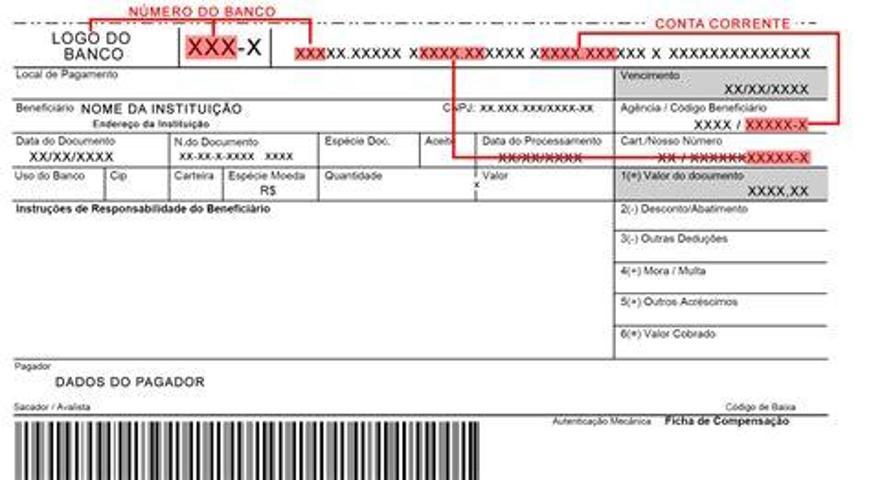 NÚMERO DO BANCO
CONTA CORRENTE
LOGO DO
BANCO
XXX-X
XXXXX.XXXXX XXXXX.XXXXXX XXXXX.XXXXXX X XXXXXXXXXXXXXX
Local de Pagamento
Vencimento
XX/XX/XXXX
Beneficiário NOME DA INSTITUIÇÃO
CNPJ: XX.XXX.XXX/XXXX-XX
Agência / Código Beneficiário
Endereço da Instituição
XXXX / XXXXX-X
Data do Documento
N.do Documento
Espécie Doc.
Aceite
Data do Processamento
Cart./Nosso Número
XX/XX/XXXX
XX-XX-X-XXXX XXXX
XX/XX/XXXX
XX / XXXXXXXXXXX-X
Uso do Banco
Cip
Carteira
Espécie Moeda
Quantidade
Valor
1(=) Valor do documento
R$
x
XXXX,XX
Instruções de Responsabilidade do Beneficiário
2(-) Desconto/Abatimento
3(-) Outras Deduções
4(+) Mora / Multa
5(+) Outros Acréscimos
6(=) Valor Cobrado
Pagador
DADOS DO PAGADOR
Sacador / Avalista
Código de Baixa
Autenticação Mecânica Ficha de Compensação